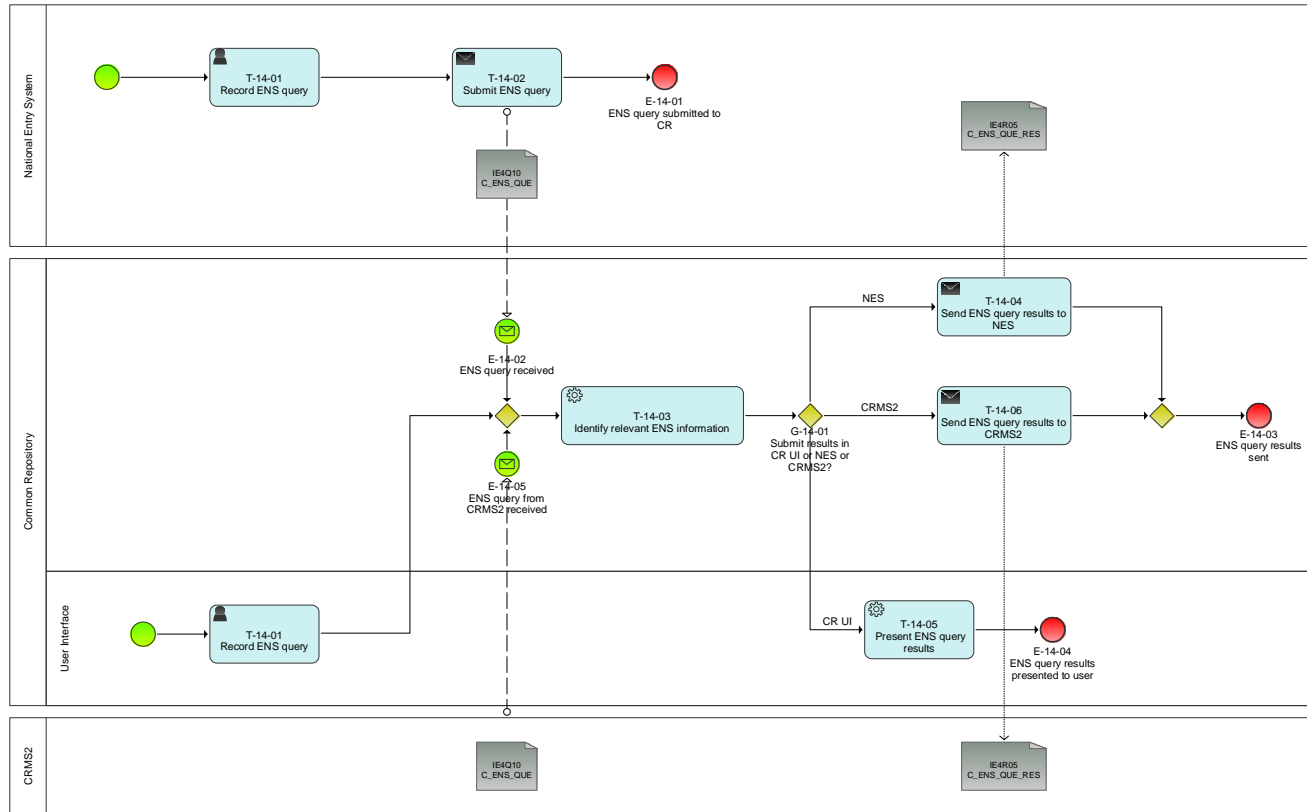 National Entry System
T-14-01
Record ENS query
T-14-02
Submit ENS query
E-14-01
ENS query submitted to
CR
IE4Q10
C_ENS_QUE
IE4R05
C_ENS_QUE_RES
Common Repository
E-14-02
ENS query received
E-14-05
ENS query from
CRMS2 received
T-14-03
Identify relevant ENS information
G-14-01
Submit results in
CR UI or NES or
CRMS2?
NES
T-14-04
Send ENS query results to
NES
CRMS2
T-14-06
Send ENS query results to
CRMS2
E-14-03
ENS query results
sent
User Interface
T-14-01
Record ENS query
CR UI
T-14-05
Present ENS query
results
E-14-04
ENS query results
presented to user
CRMS2
IE4Q10
C_ENS_QUE
IE4R05
C_ENS_QUE_RES